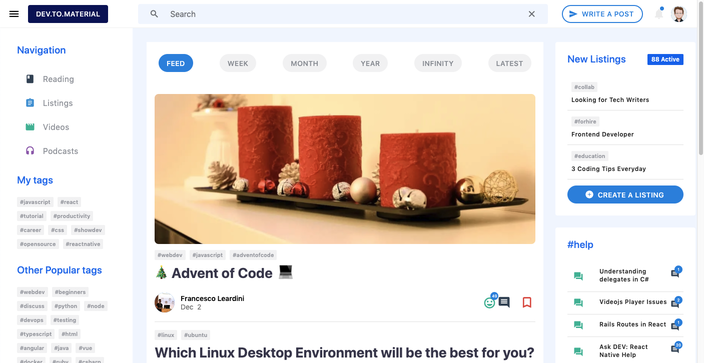 DEV.TO.MATERIAL
Search
WRITE A POST
Navigation
Reading
Listings
Videos
Podcasts
My tags
#javascript #react
#tutorial #productivity
#career #css #showdev
#opensource #reactnative
Other Popular tags
#webdev #beginners
#discuss #python #node
#devops #testing
#typescript #html
#angular #java #vue
#docker #ruby
FEED
WEEK
MONTH
YEAR
INFINITY
LATEST
#webdev #javascript #adventofcode
🎄 Advent of Code 💻
Francesco Leardini
Dec 2
#linux #ubuntu
Which Linux Desktop Environment will be the best for you?
New Listings
88 Active
#collab
Looking for Tech Writers
#forhire
Frontend Developer
#education
3 Coding Tips Everyday
CREATE A LISTING
#help
Understanding
delegates in C#
Videojs Player Issues
Rails Routes in React
Ask DEV: React
Native Help